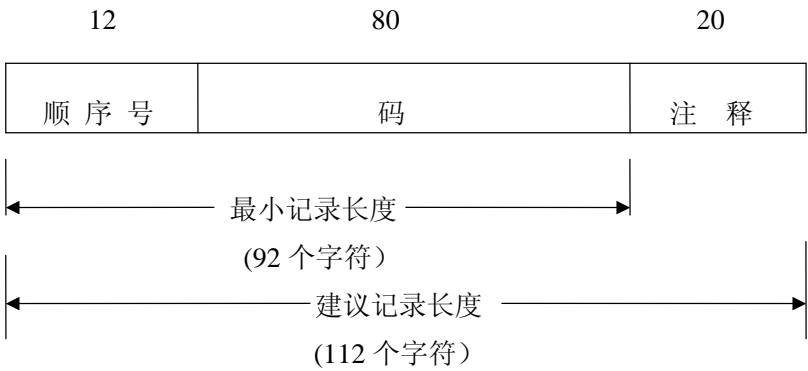 12 80 20
顺 序 号 码 注 释
最小记录长度
(92 个字符）
建议记录长度
(112 个字符）